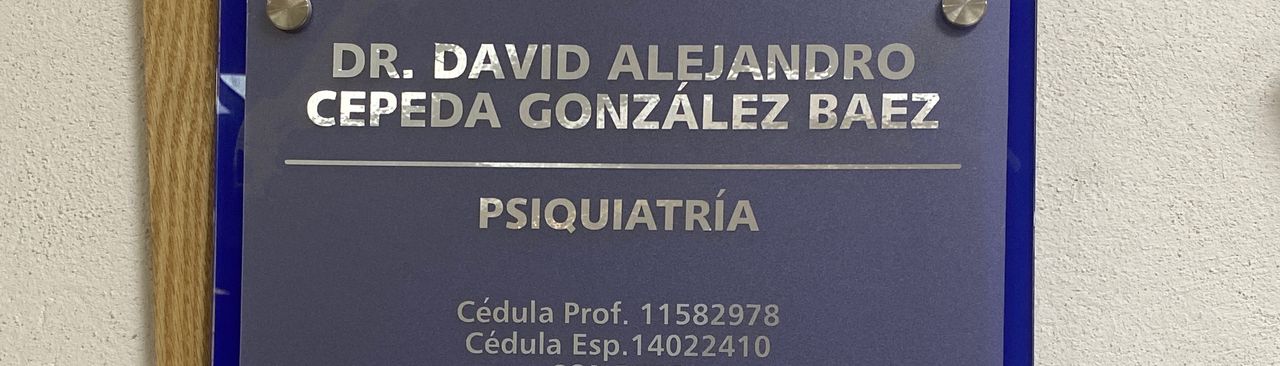 DR. DAVID ALEJANDRO
CEPEDA GONZÁLEZ BAEZ
PSIQUIATRÍA
Cédula Prof. 11582978
Cédula Esp.14022410